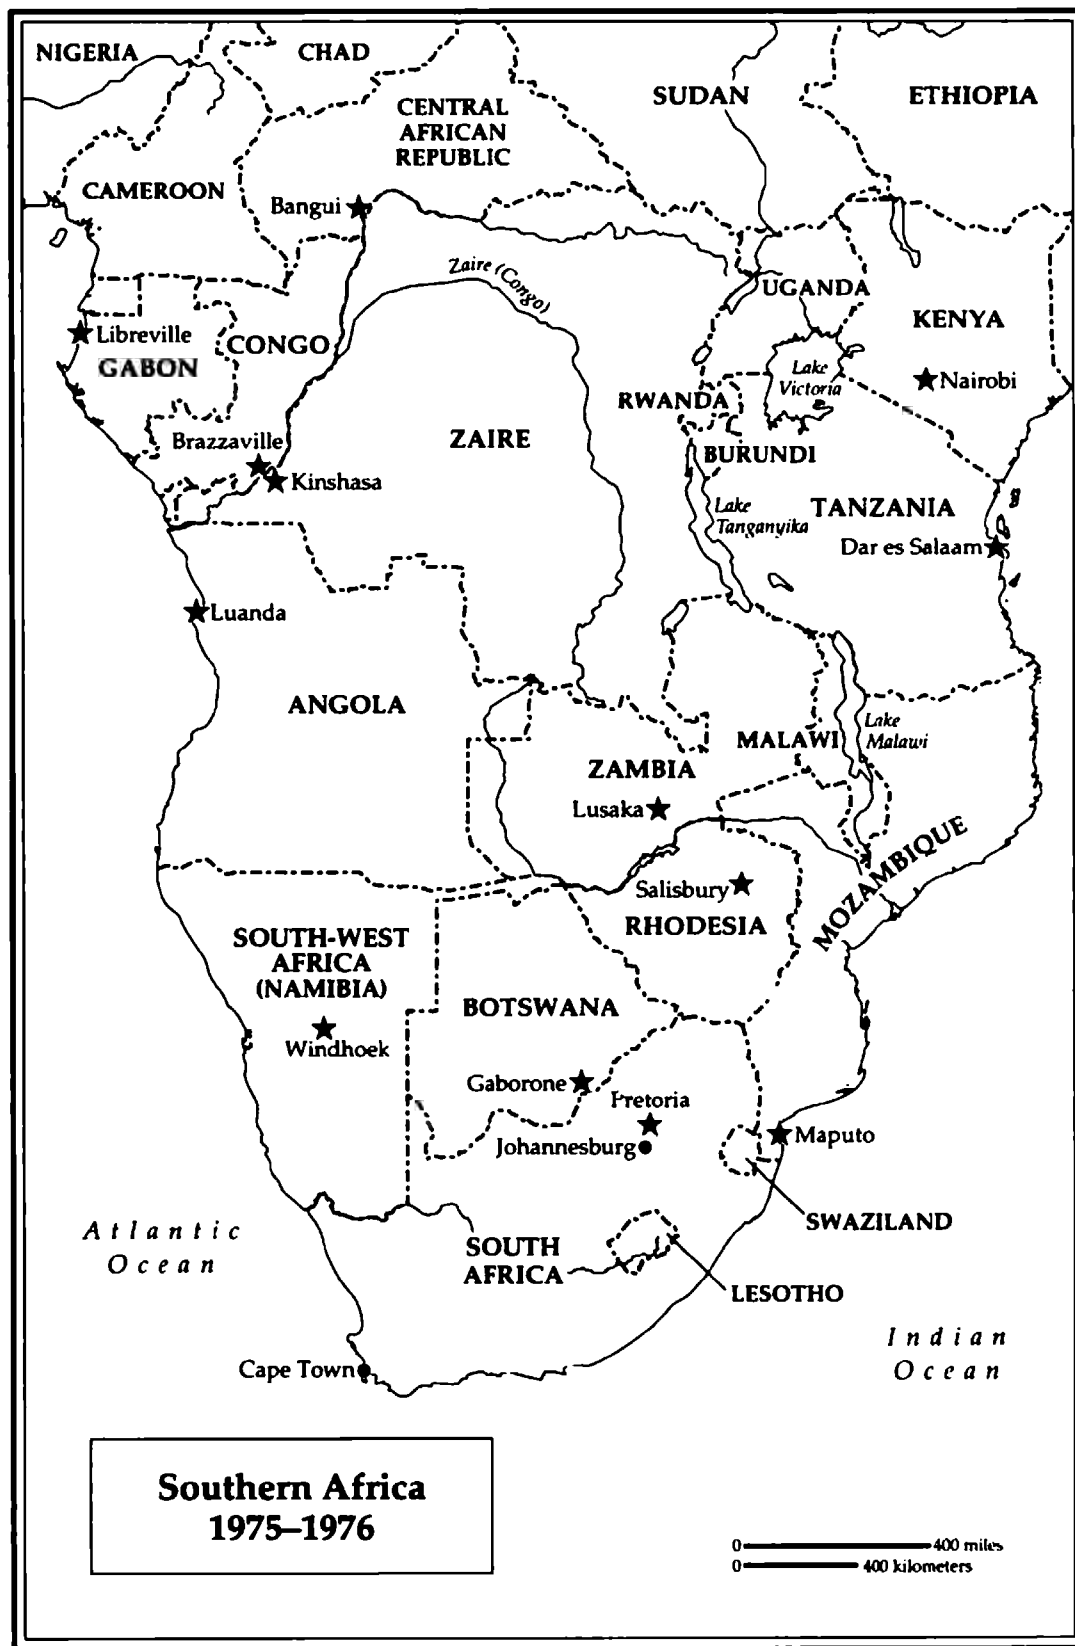 NIGERIA
CHAD
CENTRAL
AFRICAN
REPUBLIC
SUDAN
ETHIOPIA
CAMEROON
Bangui
Zaire (Congo)
UGANDA
Libreville
GABON
CONGO
KENYA
Lake
Victoria
Nairobi
RWANDA
Brazzaville
ZAIRE
BURUNDI
Kinshasa
Lake
Tanganyika
TANZANIA
Dar es Salaam
Luanda
ANGOLA
Lake
Malawi
MALAWI
ZAMBIA
Lusaka
MOZAMBIQUE
Salisbury
RHODESIA
SOUTH-WEST
AFRICA
(NAMIBIA)
Windhoek
BOTSWANA
Gaborone
Pretoria
Johannesburg
Maputo
SWAZILAND
Atlantic
Ocean
SOUTH
AFRICA
LESOTHO
Indian
Ocean
Cape Town
Southern Africa
1975–1976
0 400 miles
0 400 kilometers